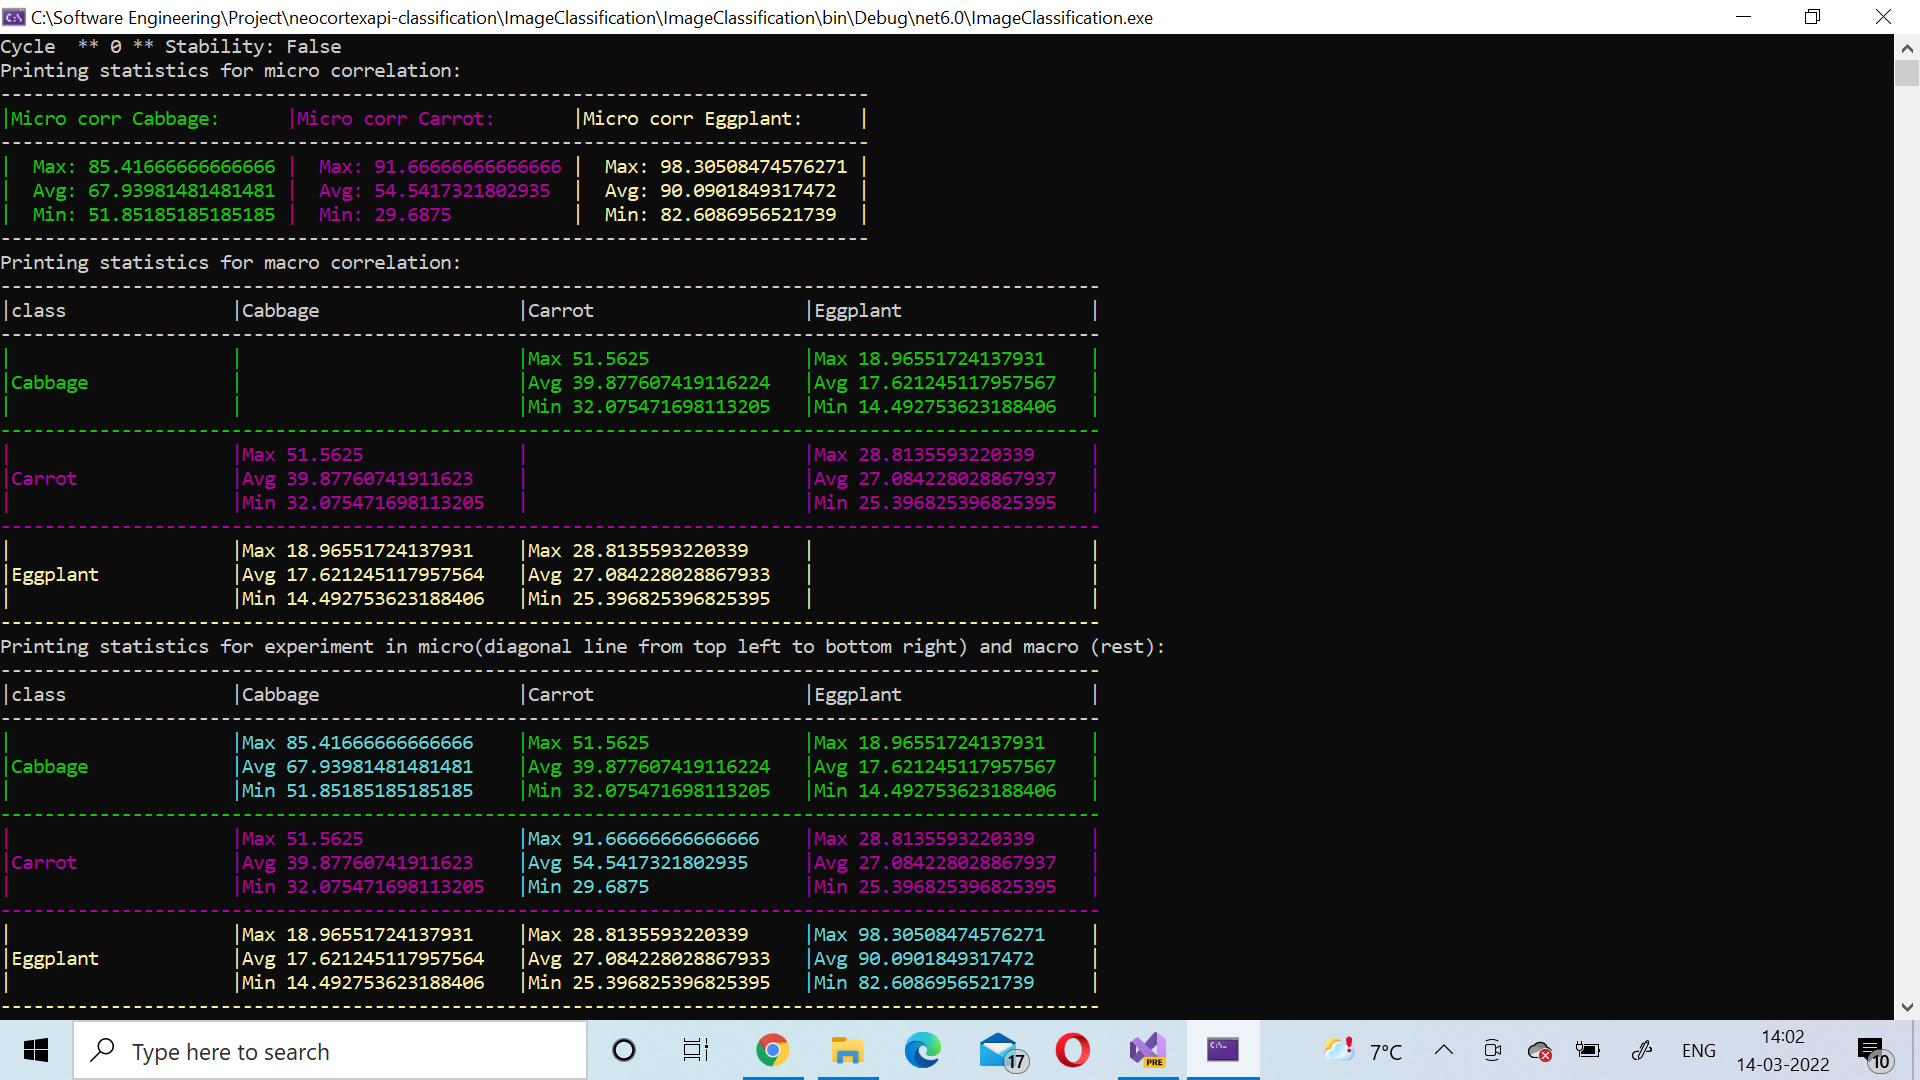 C:\Software Engineering\Project\neocortexapi-classification\ImageClassification\ImageClassification\bin\Debug\net6.0\ImageClassification.exe
Cycle  ** 0 ** Stability: False
Printing statistics for micro correlation:
-------------------------------------------------------------------------------
|Micro corr Cabbage:      |Micro corr Carrot:       |Micro corr Eggplant:     |
-------------------------------------------------------------------------------
|  Max: 85.41666666666666 |  Max: 91.66666666666666 |  Max: 98.30508474576271 |
|  Avg: 67.93981481481481 |  Avg: 54.5417321802935  |  Avg: 90.0901849317472  |
|  Min: 51.85185185185185 |  Min: 29.6875           |  Min: 82.6086956521739  |
-------------------------------------------------------------------------------
Printing statistics for macro correlation:
----------------------------------------------------------------------------------------------------
|class               |Cabbage                  |Carrot                   |Eggplant                 |
----------------------------------------------------------------------------------------------------
|                    |                         |Max 51.5625              |Max 18.96551724137931    |
|Cabbage             |                         |Avg 39.877607419116224   |Avg 17.621245117957567   |
|                    |                         |Min 32.075471698113205   |Min 14.492753623188406   |
----------------------------------------------------------------------------------------------------
|                    |Max 51.5625              |                         |Max 28.8135593220339     |
|Carrot              |Avg 39.87760741911623    |                         |Avg 27.084228028867937   |
|                    |Min 32.075471698113205   |                         |Min 25.396825396825395   |
----------------------------------------------------------------------------------------------------
|                    |Max 18.96551724137931    |Max 28.8135593220339     |                         |
|Eggplant            |Avg 17.621245117957564   |Avg 27.084228028867933   |                         |
|                    |Min 14.492753623188406   |Min 25.396825396825395   |                         |
----------------------------------------------------------------------------------------------------
Printing statistics for experiment in micro(diagonal line from top left to bottom right) and macro (rest):
----------------------------------------------------------------------------------------------------
|class               |Cabbage                  |Carrot                   |Eggplant                 |
----------------------------------------------------------------------------------------------------
|                    |Max 85.41666666666666    |Max 51.5625              |Max 18.96551724137931    |
|Cabbage             |Avg 67.93981481481481    |Avg 39.877607419116224   |Avg 17.621245117957567   |
|                    |Min 51.85185185185185    |Min 32.075471698113205   |Min 14.492753623188406   |
----------------------------------------------------------------------------------------------------
|                    |Max 51.5625              |Max 91.66666666666666    |Max 28.8135593220339     |
|Carrot              |Avg 39.87760741911623    |Avg 54.5417321802935     |Avg 27.084228028867937   |
|                    |Min 32.075471698113205   |Min 29.6875              |Min 25.396825396825395   |
----------------------------------------------------------------------------------------------------
|                    |Max 18.96551724137931    |Max 28.8135593220339     |Max 98.30508474576271    |
|Eggplant            |Avg 17.621245117957564   |Avg 27.084228028867933   |Avg 90.0901849317472     |
|                    |Min 14.492753623188406   |Min 25.396825396825395   |Min 82.6086956521739     |
----------------------------------------------------------------------------------------------------
Type here to search
17
PRE
7°C
ENG
14:02
14-03-2022
10